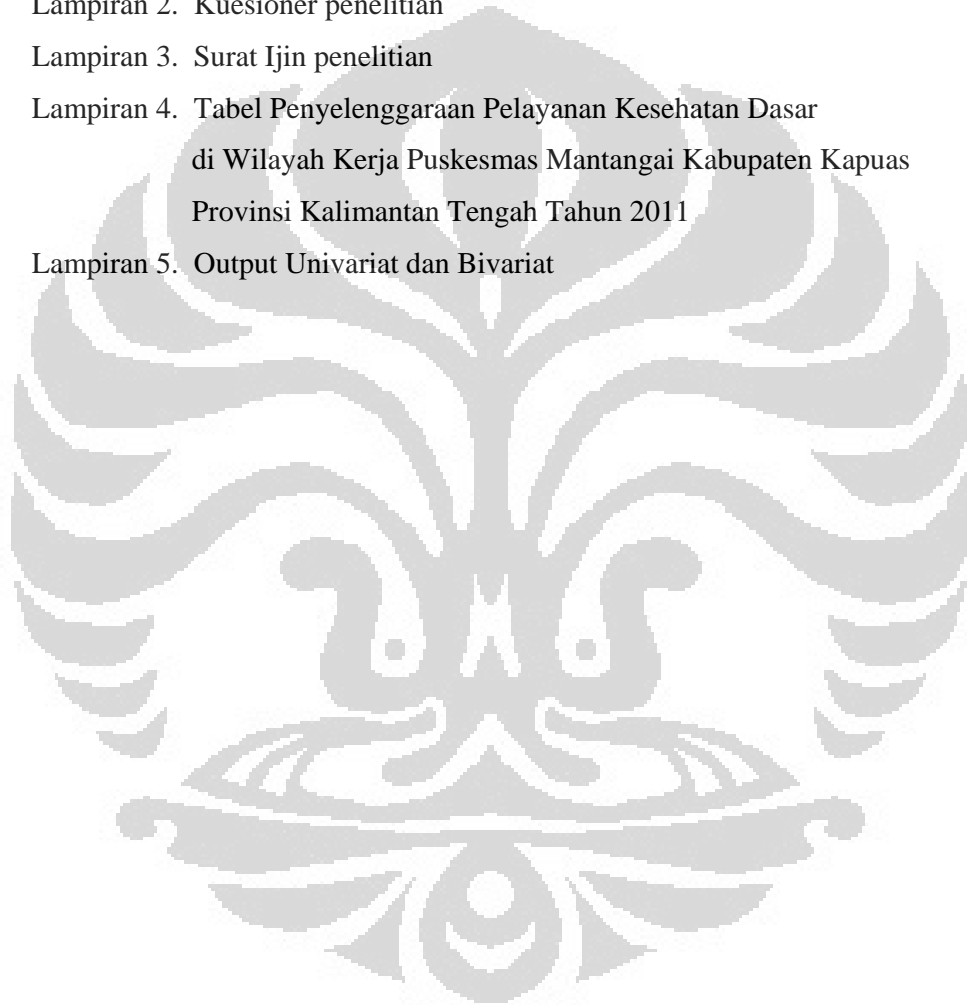 Lampiran 2. Kuesioner penelitian
Lampiran 3. Surat Ijin penelitian
Lampiran 4. Tabel Penyelenggaraan Pelayanan Kesehatan Dasar
di Wilayah Kerja Puskesmas Mantangai Kabupaten Kapuas
Provinsi Kalimantan Tengah Tahun 2011
Lampiran 5. Output Univariat dan Bivariat